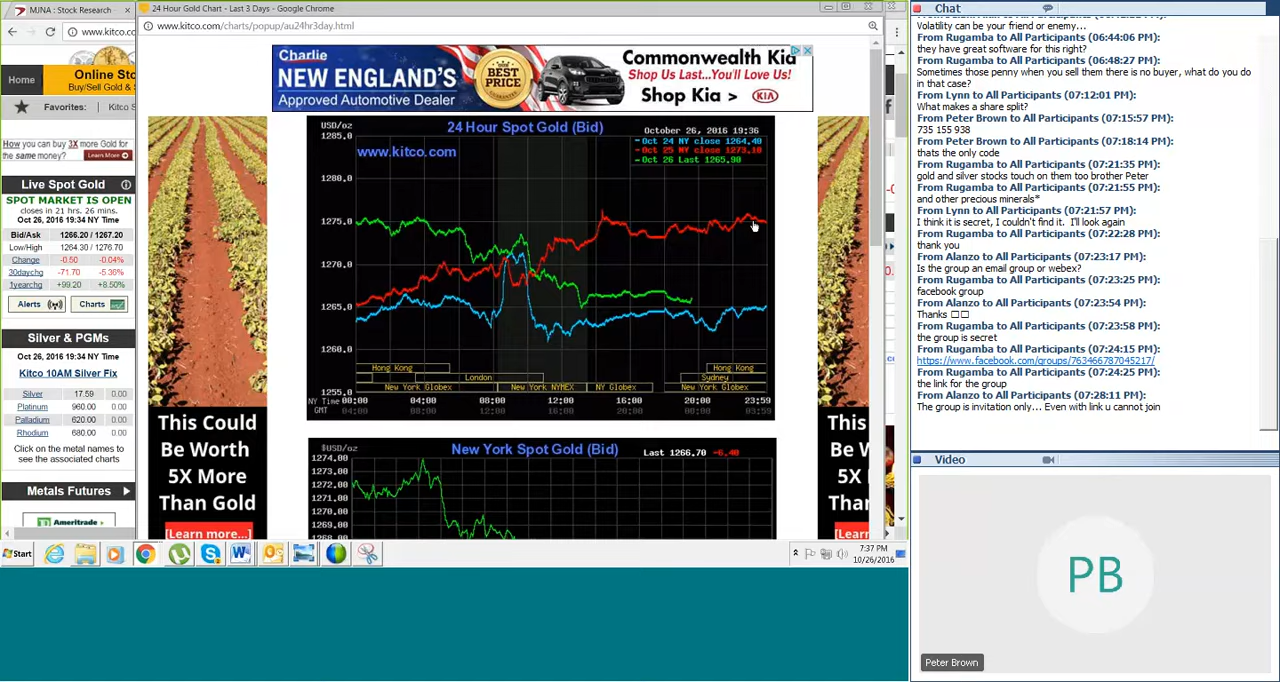 MJNA : Stock Research
24 Hour Gold Chart - Last 3 Days - Google Chrome
www.kitco.co
www.kitco.com/charts/popup/au24hr3day.html
Home
Online Sto
Buy/Sell Gold &
Favorites:
Kitco S
How you can buy 3X more Gold for
the same money?
Learn More
Live Spot Gold
SPOT MARKET IS OPEN
closes in 21 hrs. 26 mins.
Oct 26, 2016 19:34 NY Time
Bid/Ask 1266.20 / 1267.20
Low/High 1264.30 / 1276.70
Change -0.50 -0.04%
30daychg -71.70 -5.36%
1yearchg +99.20 +8.50%
Alerts
Charts
Silver & PGMs
Oct 26, 2016 19:34 NY Time
Kitco 10AM Silver Fix
Silver 17.59 0.00
Platinum 960.00 0.00
Palladium 620.00 0.00
Rhodium 680.00 0.00
Click on the metal names to
see the associated charts
Metals Futures
Ameritrade
Charlie
NEW ENGLAND'S
Approved Automotive Dealer
BEST
PRICE
Commonwealth Kia
Shop Us Last...You'll Love Us!
Shop Kia >
KIA
This Could
Be Worth
5X More
Than Gold
[Learn more...]
USD/oz
24 Hour Spot Gold (Bid)
October 26, 2016 19:36
www.kitco.com
Oct 24 NY close 1264.40
Oct 25 NY close 1273.10
Oct 26 Last 1265.90
1285.0
1280.0
1275.0
1270.0
1265.0
1260.0
1255.0
Hong Kong
Hong Kong
London
Sydney
New York Globex
New York NYMEX
NY Globex
New York Globex
NY Time 00:00 04:00 08:00 12:00 16:00 20:00 23:59
GMT 04:00 08:00 12:00 16:00 20:00 00:00 03:59
$USD/oz
New York Spot Gold (Bid)
Last 1266.70 -6.40
1274.00
1273.00
1272.00
1271.00
1270.00
1269.00
1268.00
This
Be W
5X
Than
[Learn
Start
7:37 PM
10/26/2016
Chat
Volatility can be your friend or enemy...
From Rugamba to All Participants (06:44:06 PM):
they have great software for this right?
From Rugamba to All Participants (06:48:27 PM):
Sometimes those penny when you sell them there is no buyer, what do you do
in that case?
From Lynn to All Participants (07:12:01 PM):
What makes a share split?
From Peter Brown to All Participants (07:15:57 PM):
735 155 938
From Peter Brown to All Participants (07:18:14 PM):
thats the only code
From Rugamba to All Participants (07:21:35 PM):
gold and silver stocks touch on them too brother Peter
From Rugamba to All Participants (07:21:55 PM):
and other precious minerals*
From Lynn to All Participants (07:21:57 PM):
I think it is secret, I couldn't find it. I'll look again
From Rugamba to All Participants (07:22:28 PM):
thank you
From Alanzo to All Participants (07:23:17 PM):
Is the group an email group or webex?
From Rugamba to All Participants (07:23:25 PM):
facebook group
From Alanzo to All Participants (07:23:54 PM):
Thanks
From Rugamba to All Participants (07:23:58 PM):
the group is secret
From Rugamba to All Participants (07:24:15 PM):
https://www.facebook.com/groups/763466787045217/
From Rugamba to All Participants (07:24:25 PM):
the link for the group
From Alanzo to All Participants (07:28:11 PM):
The group is invitation only... Even with link u cannot join
Video
PB
Peter Brown